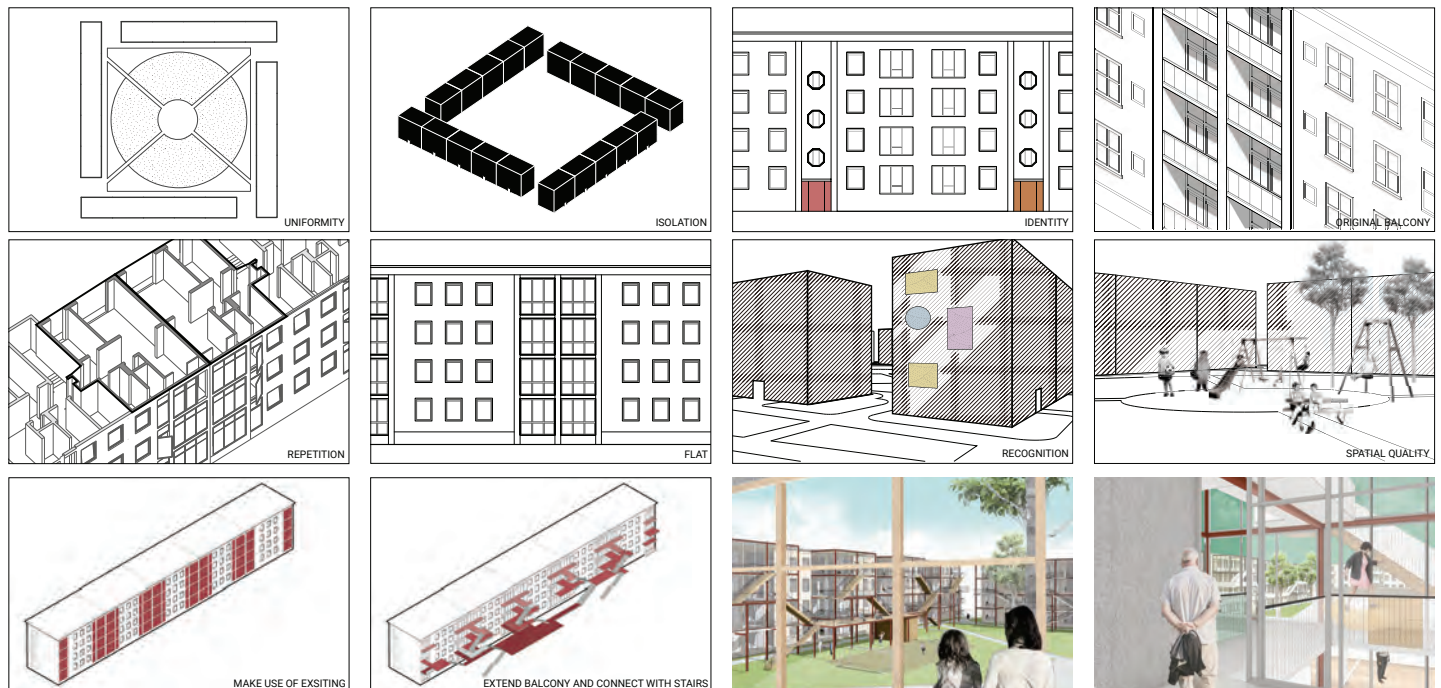 UNIFORMITY
ISOLATION
IDENTITY
ORIGINAL BALCONY
REPETITION
FLAT
RECOGNITION
SPATIAL QUALITY
MAKE USE OF EXSITING
EXTEND BALCONY AND CONNECT WITH STAIRS